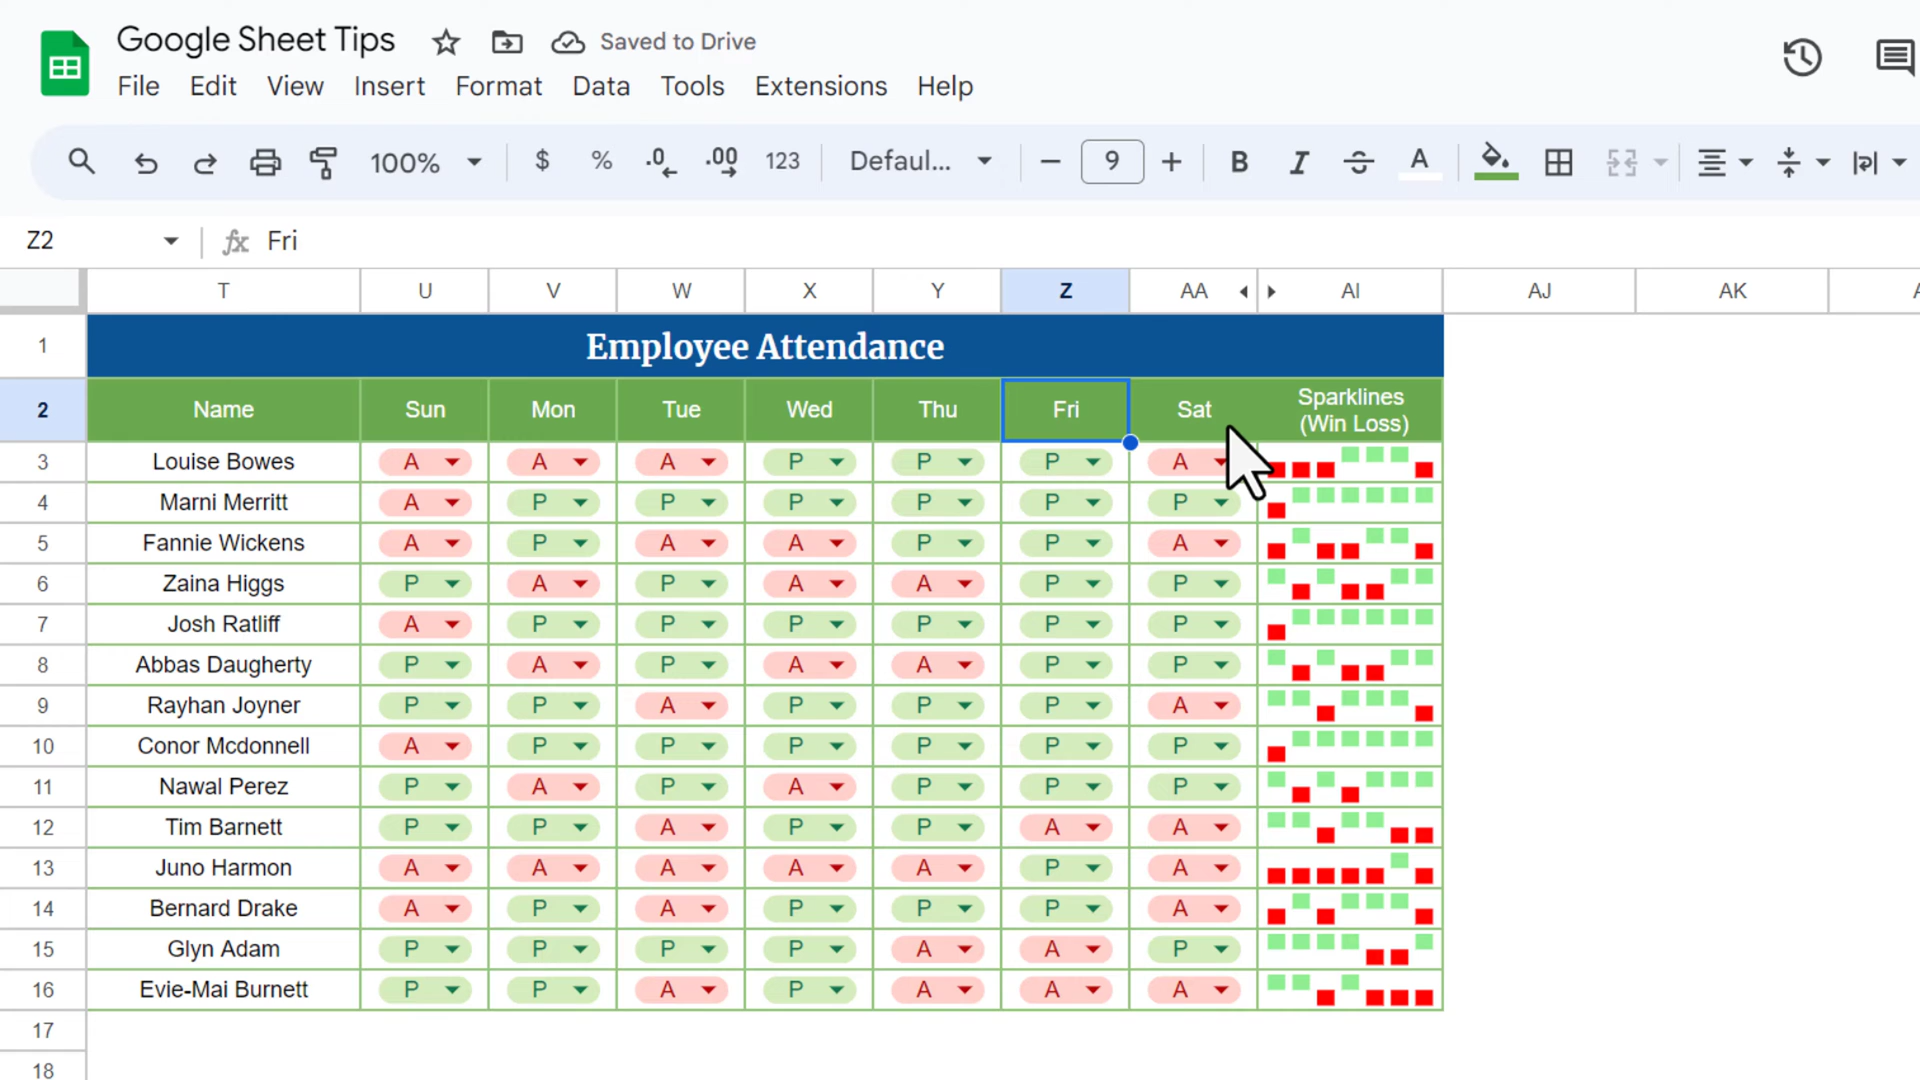 Google Sheet Tips Saved to Drive
File Edit View Insert Format Data Tools Extensions Help
100% $ % .0 .00 123 Defaul... 9 B I A
Z2 fx Fri
T U V W X Y Z AA AI AJ AK
1 Employee Attendance
2 Name Sun Mon Tue Wed Thu Fri Sat Sparklines (Win Loss)
3 Louise Bowes A A A P P P A
4 Marni Merritt A P P P P P P
5 Fannie Wickens A P A A P P A
6 Zaina Higgs P A P A A P P
7 Josh Ratliff A P P P P P P
8 Abbas Daugherty P A P A A P P
9 Rayhan Joyner P P A P P P A
10 Conor Mcdonnell A P P P P P P
11 Nawal Perez P A P A P P P
12 Tim Barnett P P A P P A A
13 Juno Harmon A A A A A P A
14 Bernard Drake A P A P P P A
15 Glyn Adam P P P P A A P
16 Evie-Mai Burnett P P A P A A A
17
18